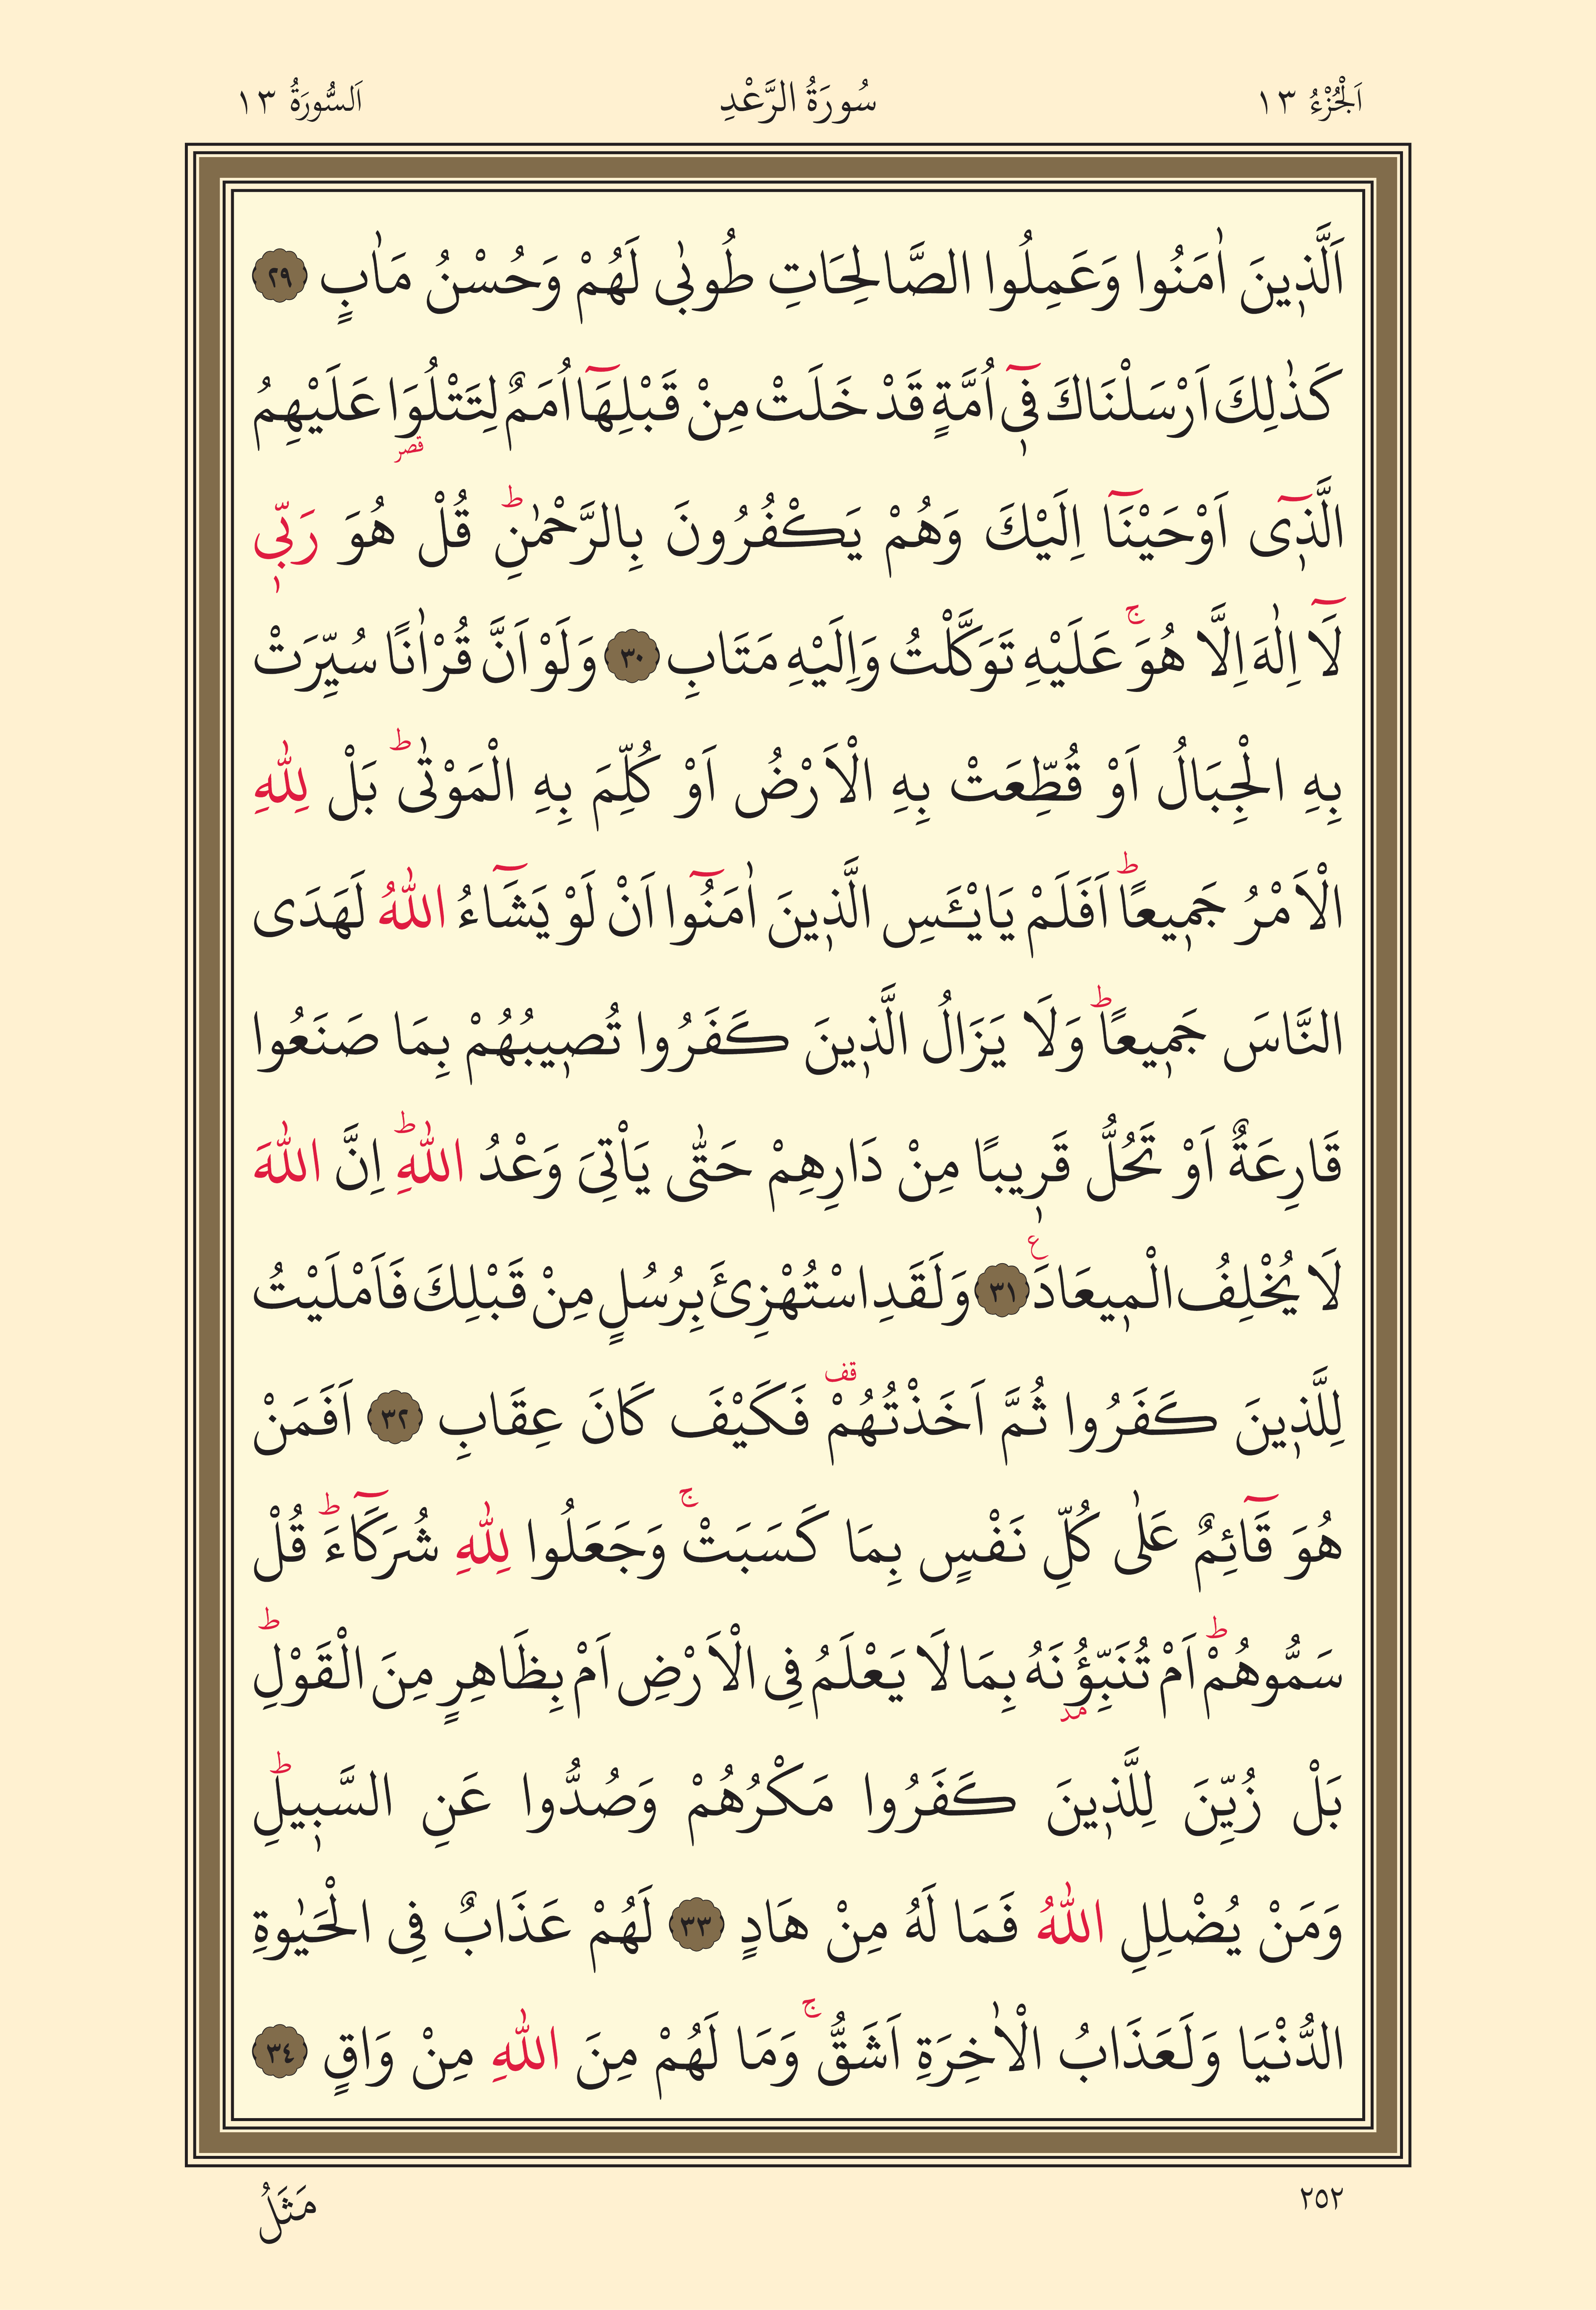 اَلْجُزْءُ ١٣ سُورَةُ الرَّعْدِ اَلسُّورَةُ ١٣
اَلَّذ۪ينَ اٰمَنُوا وَعَمِلُوا الصَّالِحَاتِ طُوبٰى لَهُمْ وَحُسْنُ مَاٰبٍ ٢٩
كَذٰلِكَ اَرْسَلْنَاكَ ف۪ٓي اُمَّةٍ قَدْ خَلَتْ مِنْ قَبْلِهَٓا اُمَمٌ لِتَتْلُوَا عَلَيْهِمُ
قصر
الَّذ۪ٓي اَوْحَيْنَٓا اِلَيْكَ وَهُمْ يَكْفُرُونَ بِالرَّحْمٰنِۜ قُلْ هُوَ رَبّ۪ي
لَٓا اِلٰهَ اِلَّا هُوَۚ عَلَيْهِ تَوَكَّلْتُ وَاِلَيْهِ مَتَابِ ٣٠ وَلَوْ اَنَّ قُرْاٰنًا سُيِّرَتْ
بِهِ الْجِبَالُ اَوْ قُطِّعَتْ بِهِ الْاَرْضُ اَوْ كُلِّمَ بِهِ الْمَوْتٰىۜ بَلْ لِلّٰهِ
الْاَمْرُ جَم۪يعًاۜ اَفَلَمْ يَايْـَٔسِ الَّذ۪ينَ اٰمَنُٓوا اَنْ لَوْ يَشَٓاءُ اللّٰهُ لَهَدَى
النَّاسَ جَم۪يعًاۜ وَلَا يَزَالُ الَّذ۪ينَ كَفَرُوا تُص۪يبُهُمْ بِمَا صَنَعُوا
قَارِعَةٌ اَوْ تَحُلُّ قَر۪يبًا مِنْ دَارِهِمْ حَتّٰى يَاْتِيَ وَعْدُ اللّٰهِۜ اِنَّ اللّٰهَ
لَا يُخْلِفُ الْم۪يعَادَ ع ٣١ وَلَقَدِ اسْتُهْزِئَ بِرُسُلٍ مِنْ قَبْلِكَ فَاَمْلَيْتُ
لِلَّذ۪ينَ كَفَرُوا ثُمَّ اَخَذْتُهُمْ قف فَكَيْفَ كَانَ عِقَابِ ٣٢ اَفَمَنْ
هُوَ قَٓائِمٌ عَلٰى كُلِّ نَفْسٍ بِمَا كَسَبَتْۚ وَجَعَلُوا لِلّٰهِ شُرَكَٓاءَۜ قُلْ
سَمُّوهُمْۜ اَمْ تُنَبِّؤُ۫نَهُ بِمَا لَا يَعْلَمُ فِي الْاَرْضِ اَمْ بِظَاهِرٍ مِنَ الْقَوْلِۜ
مد
بَلْ زُيِّنَ لِلَّذ۪ينَ كَفَرُوا مَكْرُهُمْ وَصُدُّوا عَنِ السَّب۪يلِۜ
وَمَنْ يُضْلِلِ اللّٰهُ فَمَا لَهُ مِنْ هَادٍ ٣٣ لَهُمْ عَذَابٌ فِي الْحَيٰوةِ
الدُّنْيَا وَلَعَذَابُ الْاٰخِرَةِ اَشَقُّۚ وَمَا لَهُمْ مِنَ اللّٰهِ مِنْ وَاقٍ ٣٤
٢٥٢ مَثَلُ